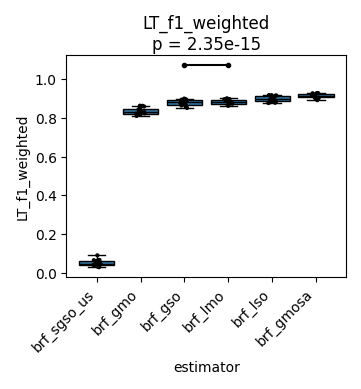 LT_f1_weighted
p = 2.35e-15
LT_f1_weighted
1.0
0.8
0.6
0.4
0.2
0.0
brf_sgso_us
brf_gmo
brf_gso
brf_lmo
brf_lso
brf_gmosa
estimator